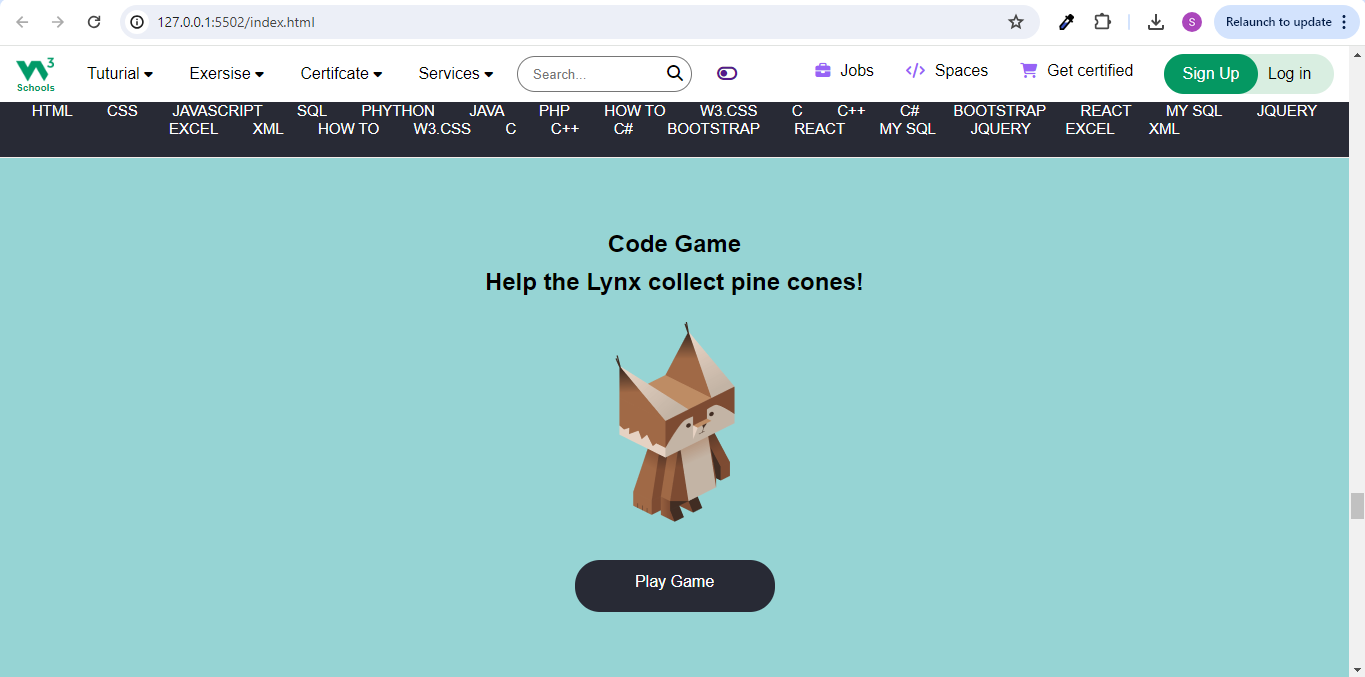 127.0.0.1:5502/index.html
S
Relaunch to update
3
Schools
Tuturial
Exersise
Certifcate
Services
Search...
Jobs
Spaces
Get certified
Sign Up
Log in
HTML CSS JAVASCRIPT SQL PHYTHON JAVA PHP HOW TO W3.CSS C C++ C# BOOTSTRAP REACT MY SQL JQUERY
EXCEL XML HOW TO W3.CSS C C++ C# BOOTSTRAP REACT MY SQL JQUERY EXCEL XML
Code Game
Help the Lynx collect pine cones!
Play Game